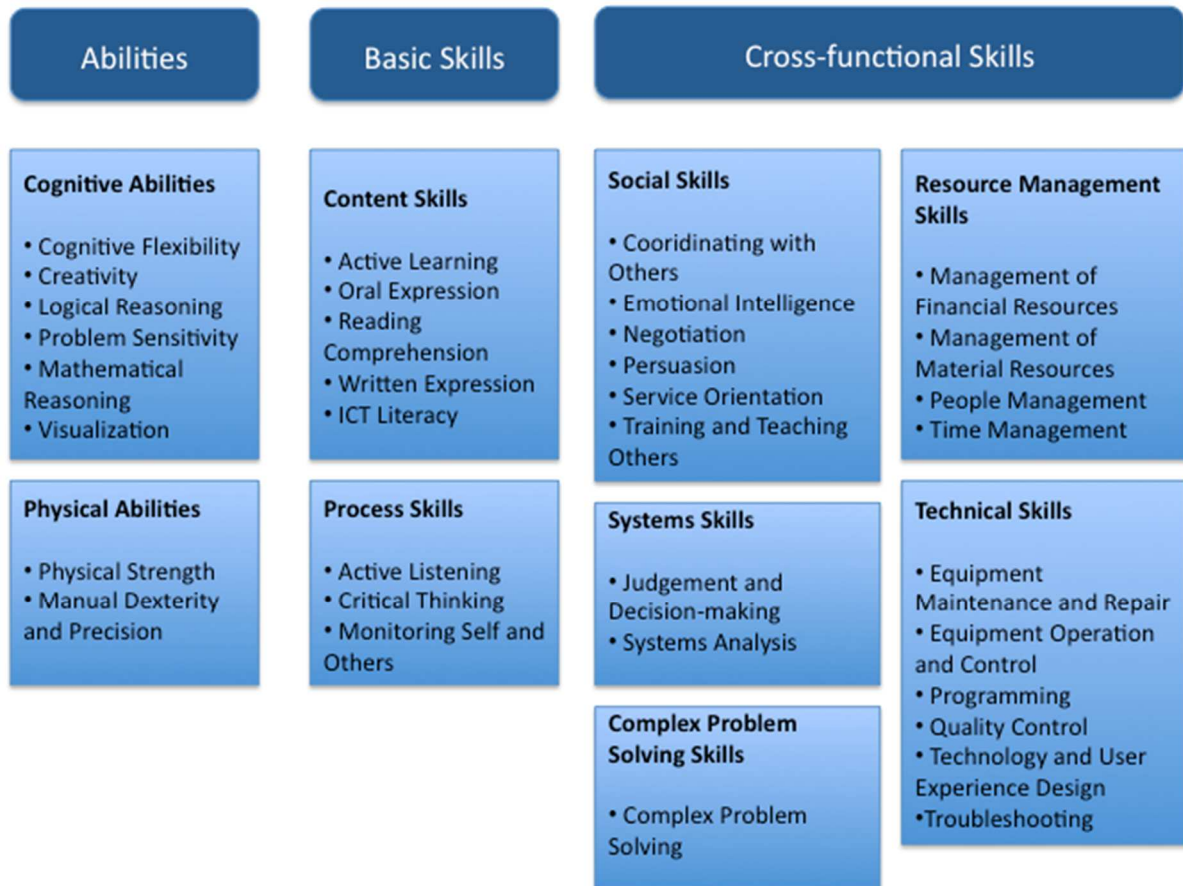 Abilities
Basic Skills
Cross-functional Skills
Cognitive Abilities
• Cognitive Flexibility
• Creativity
• Logical Reasoning
• Problem Sensitivity
• Mathematical
Reasoning
• Visualization
Physical Abilities
• Physical Strength
• Manual Dexterity
and Precision
Content Skills
• Active Learning
• Oral Expression
• Reading
Comprehension
• Written Expression
• ICT Literacy
Process Skills
• Active Listening
• Critical Thinking
• Monitoring Self and
Others
Social Skills
• Cooridinating with
Others
• Emotional Intelligence
• Negotiation
• Persuasion
• Service Orientation
• Training and Teaching
Others
Systems Skills
• Judgement and
Decision-making
• Systems Analysis
Complex Problem
Solving Skills
• Complex Problem
Solving
Resource Management
Skills
• Management of
Financial Resources
• Management of
Material Resources
• People Management
• Time Management
Technical Skills
• Equipment
Maintenance and Repair
• Equipment Operation
and Control
• Programming
• Quality Control
• Technology and User
Experience Design
•Troubleshooting